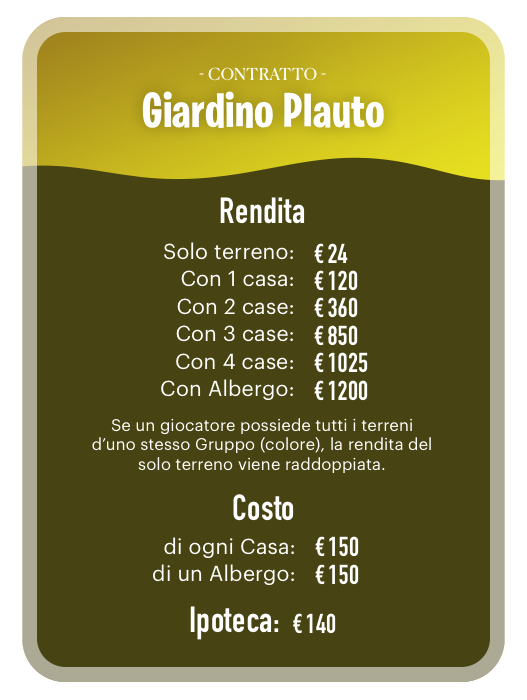 - CONTRATTO -
Giardino Plauto
Rendita
Solo terreno: € 24
Con 1 casa: € 120
Con 2 case: € 360
Con 3 case: € 850
Con 4 case: € 1025
Con Albergo: € 1200
Se un giocatore possiede tutti i terreni
d'uno stesso Gruppo (colore), la rendita del
solo terreno viene raddoppiata.
Costo
di ogni Casa: € 150
di un Albergo: € 150
Ipoteca: € 140